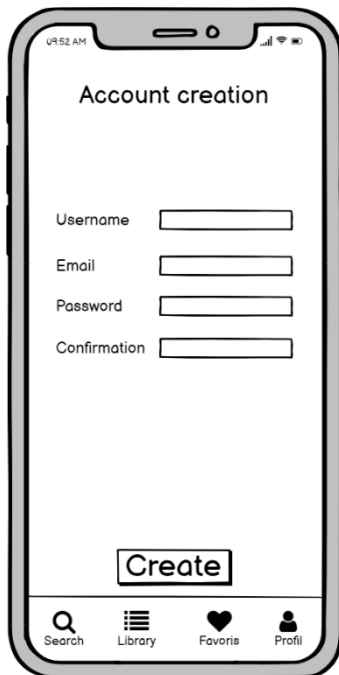 09:52 AM
Account creation
Username
Email
Password
Confirmation
Create
Search Library Favoris Profil